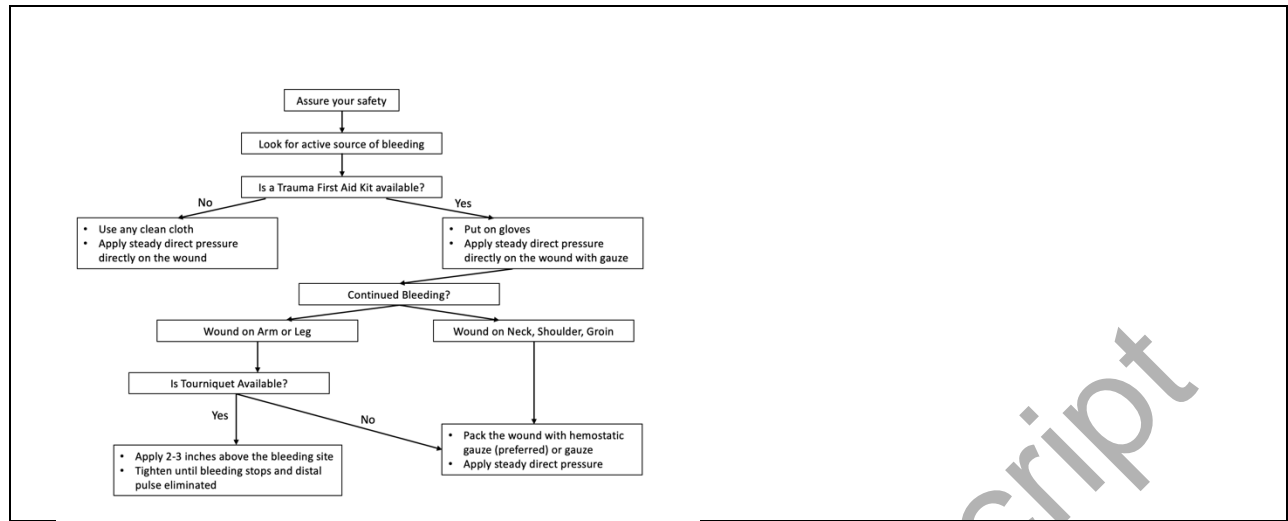 Assure your safety
Look for active source of bleeding
Is a Trauma First Aid Kit available?
No
Yes
• Use any clean cloth
• Apply steady direct pressure
directly on the wound
• Put on gloves
• Apply steady direct pressure
directly on the wound with gauze
Continued Bleeding?
Wound on Arm or Leg
Wound on Neck, Shoulder, Groin
Is Tourniquet Available?
Yes
No
• Apply 2-3 inches above the bleeding site
• Tighten until bleeding stops and distal
pulse eliminated
• Pack the wound with hemostatic
gauze (preferred) or gauze
• Apply steady direct pressure
cript